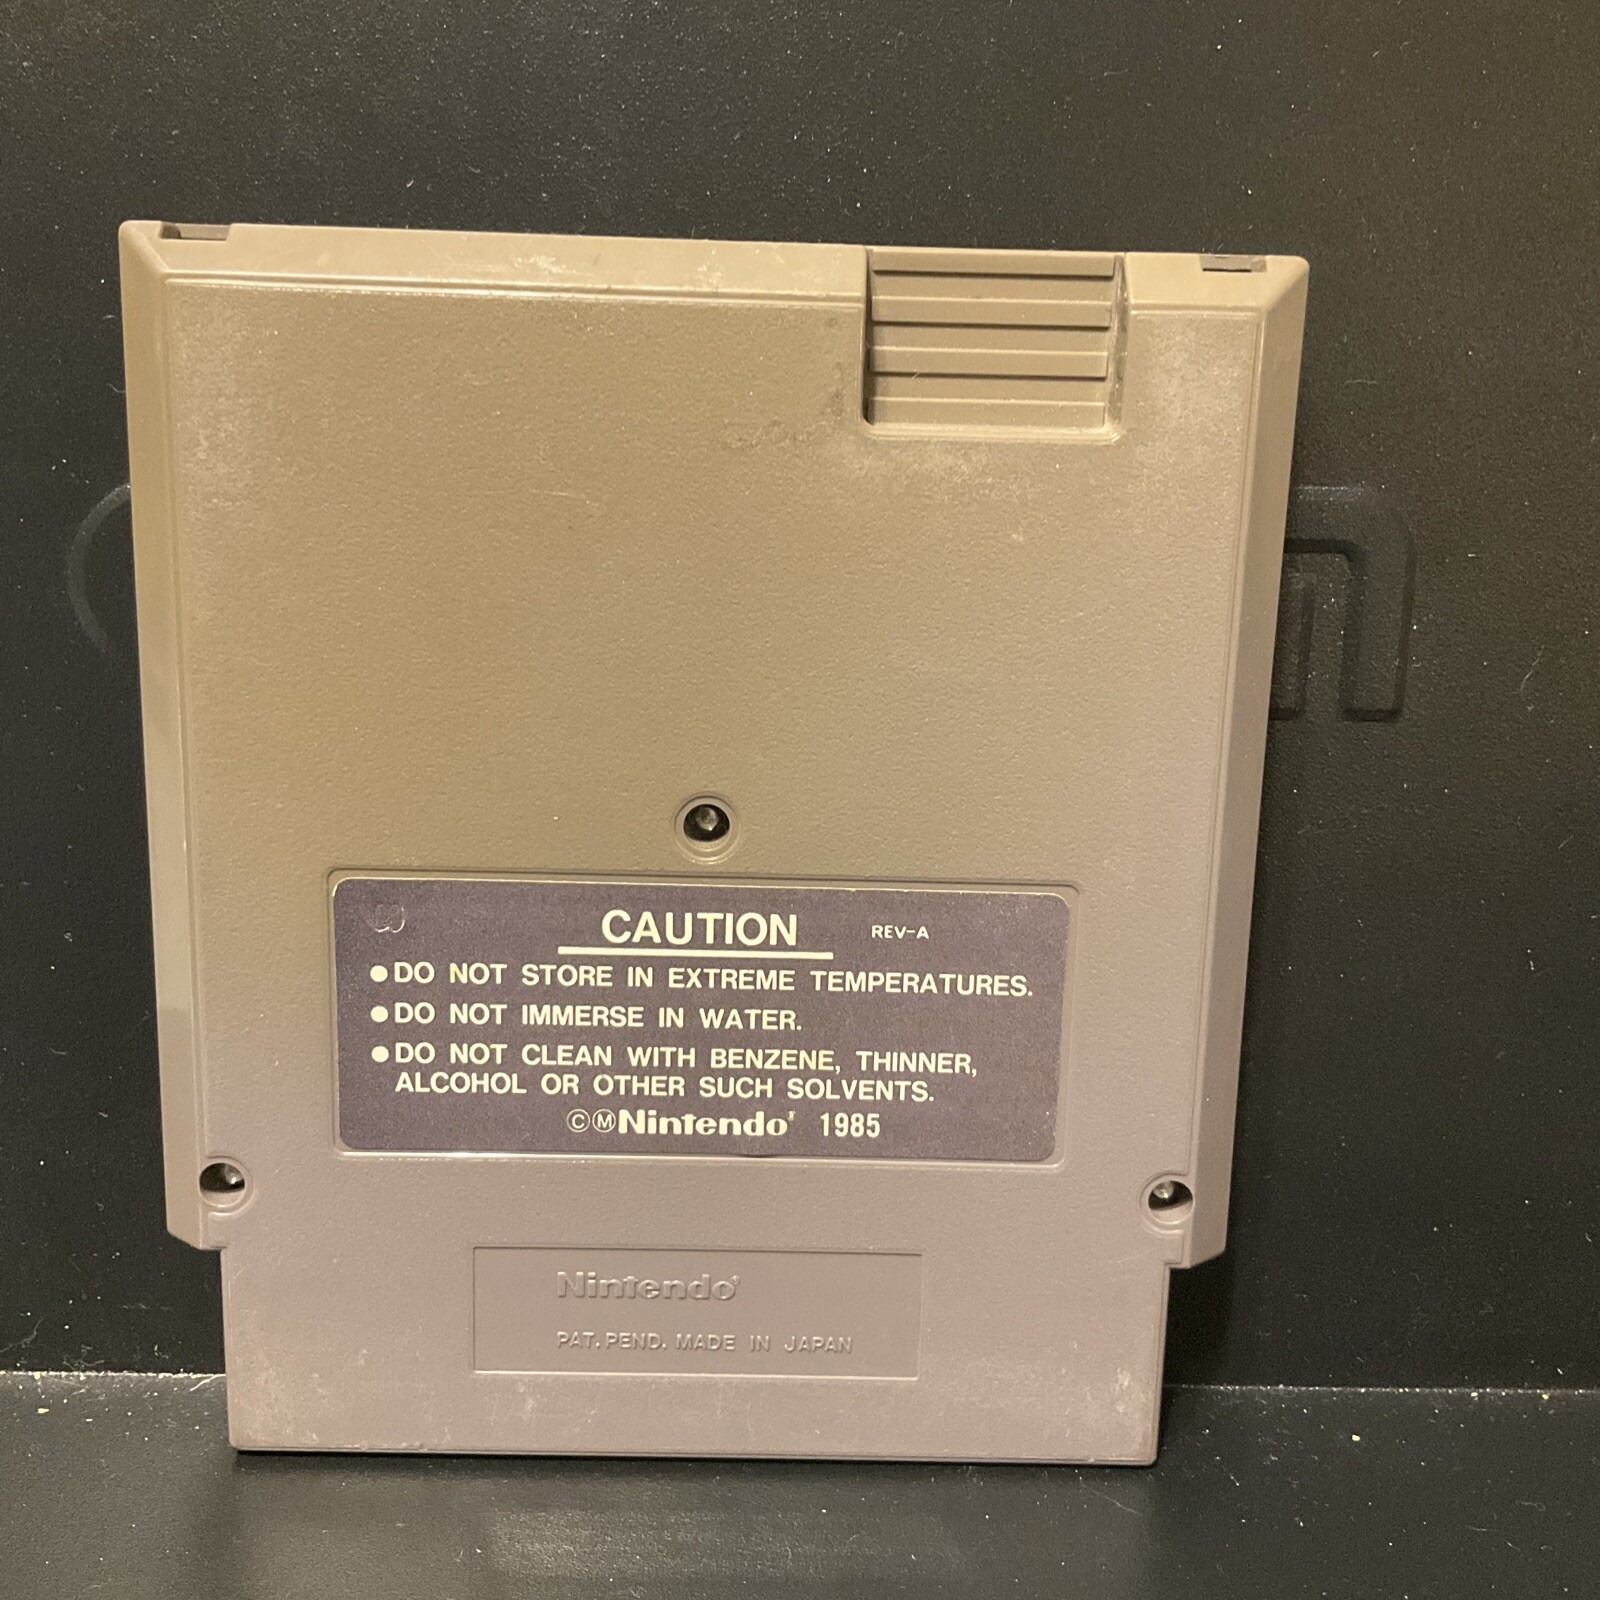 CAUTION REV-A
●DO NOT STORE IN EXTREME TEMPERATURES.
●DO NOT IMMERSE IN WATER.
●DO NOT CLEAN WITH BENZENE, THINNER,
ALCOHOL OR OTHER SUCH SOLVENTS.
©ⓂNintendo 1985
Nintendo
PAT. PEND. MADE IN JAPAN